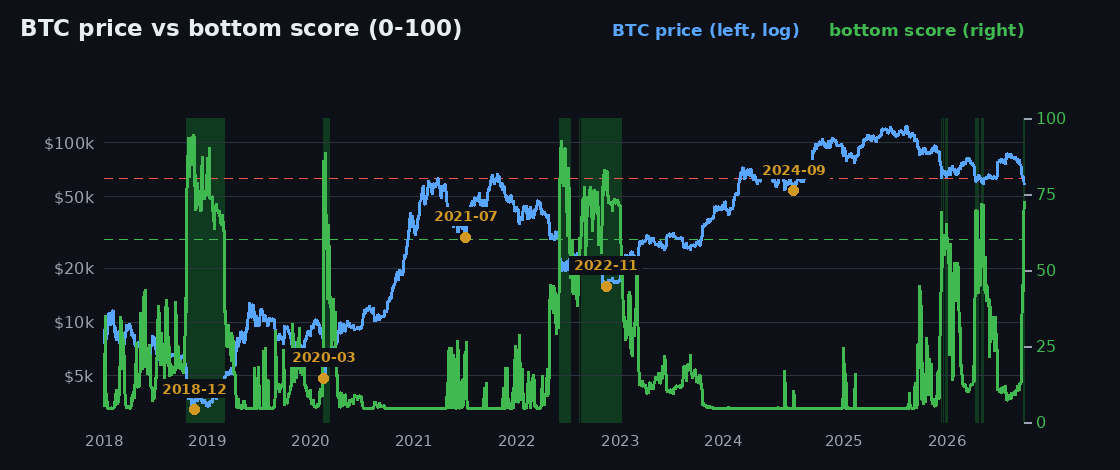 BTC price vs bottom score (0-100)
BTC price (left, log)
bottom score (right)
$100k
$50k
$20k
$10k
$5k
100
75
50
25
0
2024-09
2021-07
2022-11
2020-03
2018-12
2018
2019
2020
2021
2022
2023
2024
2025
2026